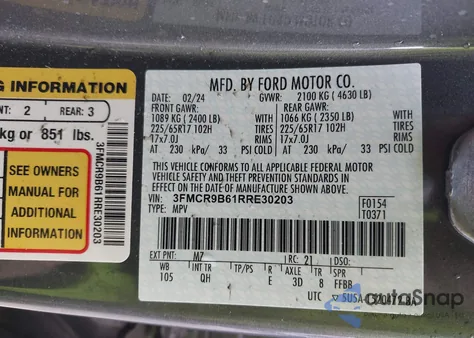 G INFORMATION
NT: 2 REAR: 3
kg or 851 lbs.
SEE OWNERS
MANUAL FOR
ADDITIONAL
INFORMATION
3FMCR9B61RRE30203
MFD. BY FORD MOTOR CO.
DATE: 02/24 GVWR: 2100 KG ( 4630 LB)
FRONT GAWR: REAR GAWR:
1089 KG ( 2400 LB) 1066 KG ( 2350 LB)
225/65R17 102H TIRES 225/65R17 102H
17x7.0J RIMS 17x7.0J
AT 230 kPa/ 33 PSI COLD AT 230 kPa/ 33 PSI COLD
THIS VEHICLE CONFORMS TO ALL APPLICABLE FEDERAL MOTOR
VEHICLE SAFETY AND THEFT PREVENTION STANDARDS IN
EFFECT ON THE DATE OF MANUFACTURE SHOWN ABOVE.
VIN: 3FMCR9B61RRE30203 F0154
TYPE: MPV T0371
EXT PNT: M7 RC: 21 DSO:
WB INT TR TP/PS R AXLE TR SPR
105 QH E 3D 8 FFBB
UTC
autoSnap